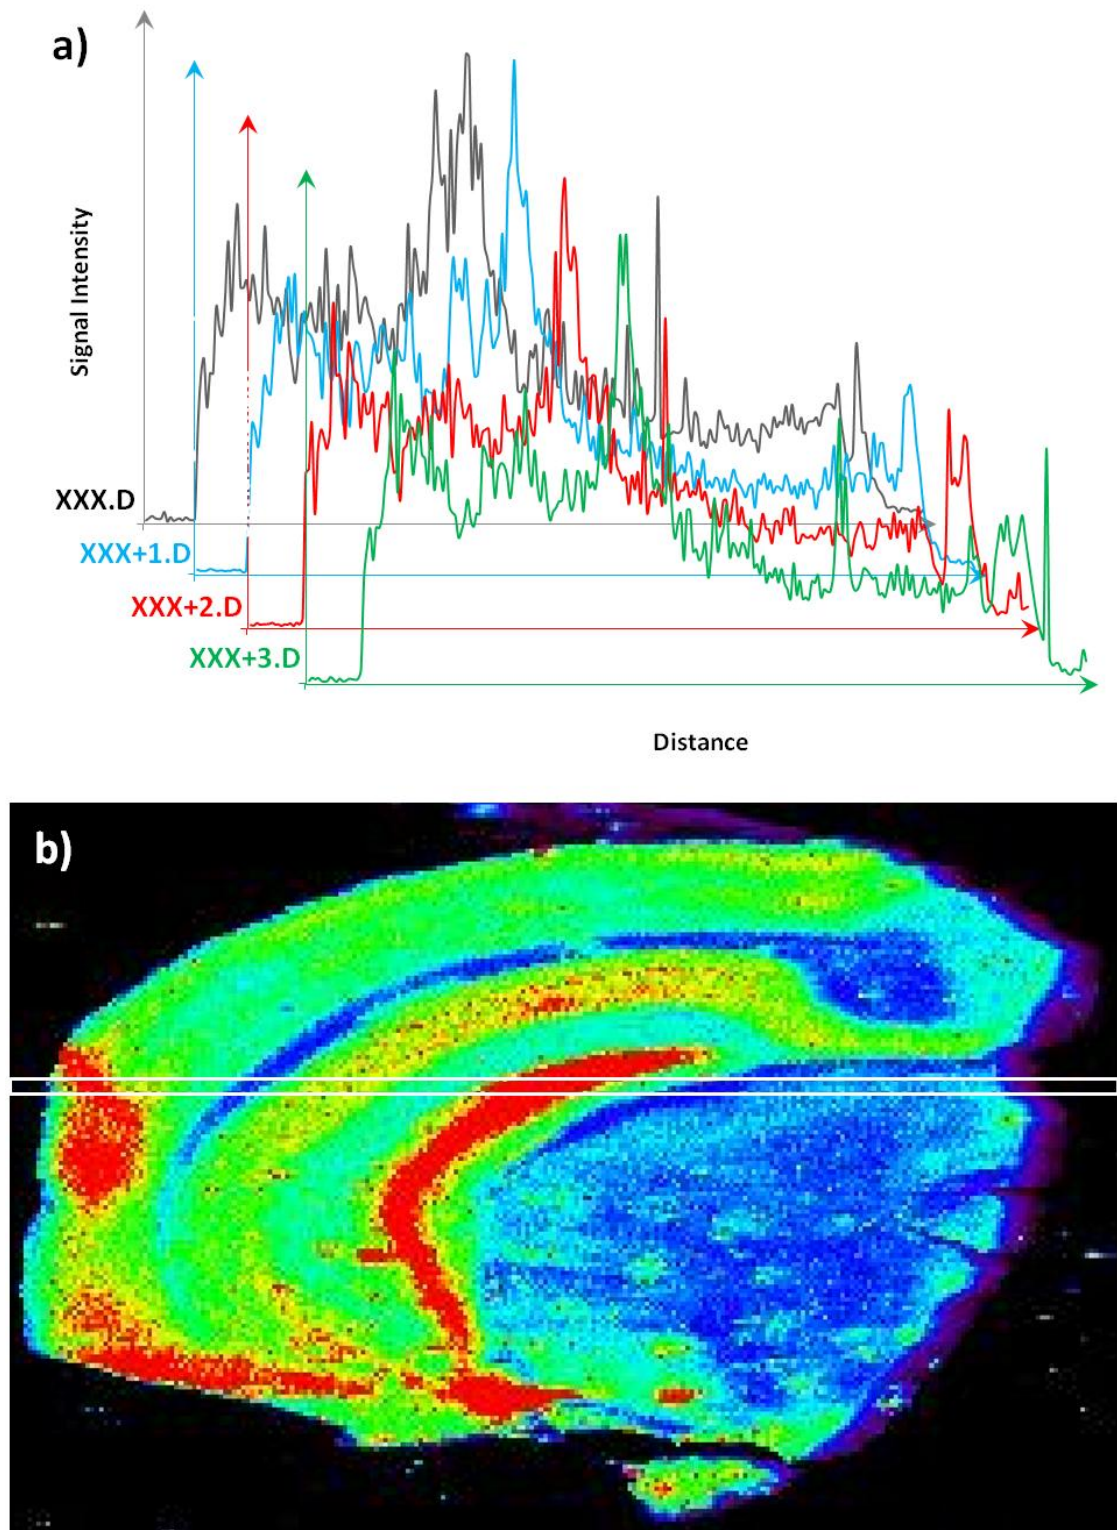 a)
Signal Intensity
XXX.D
XXX+1.D
XXX+2.D
XXX+3.D
Distance
b)